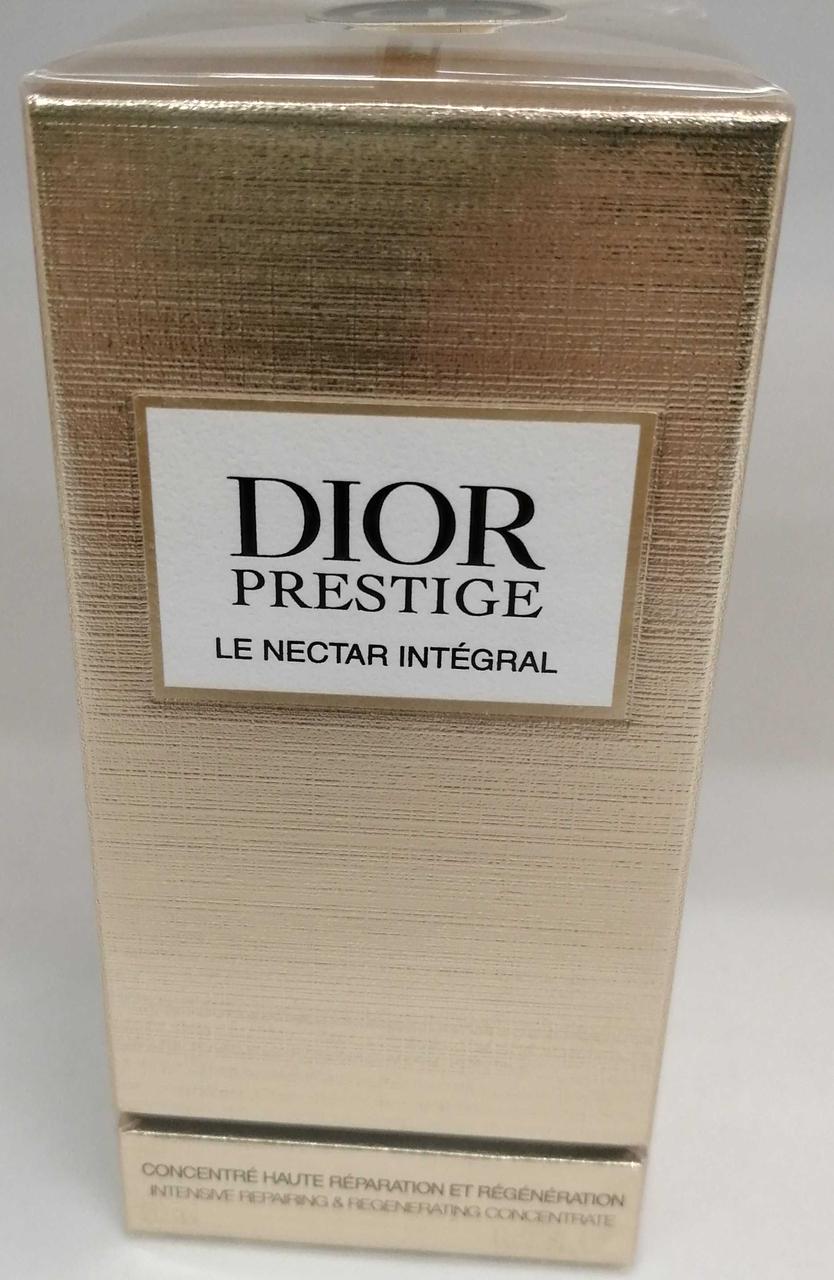 DIOR
PRESTIGE
LE NECTAR INTÉGRAL
CONCENTRÉ HAUTE RÉPARATION ET RÉGÉNÉRATION
INTENSIVE REPAIRING & REGENERATING CONCENTRATE